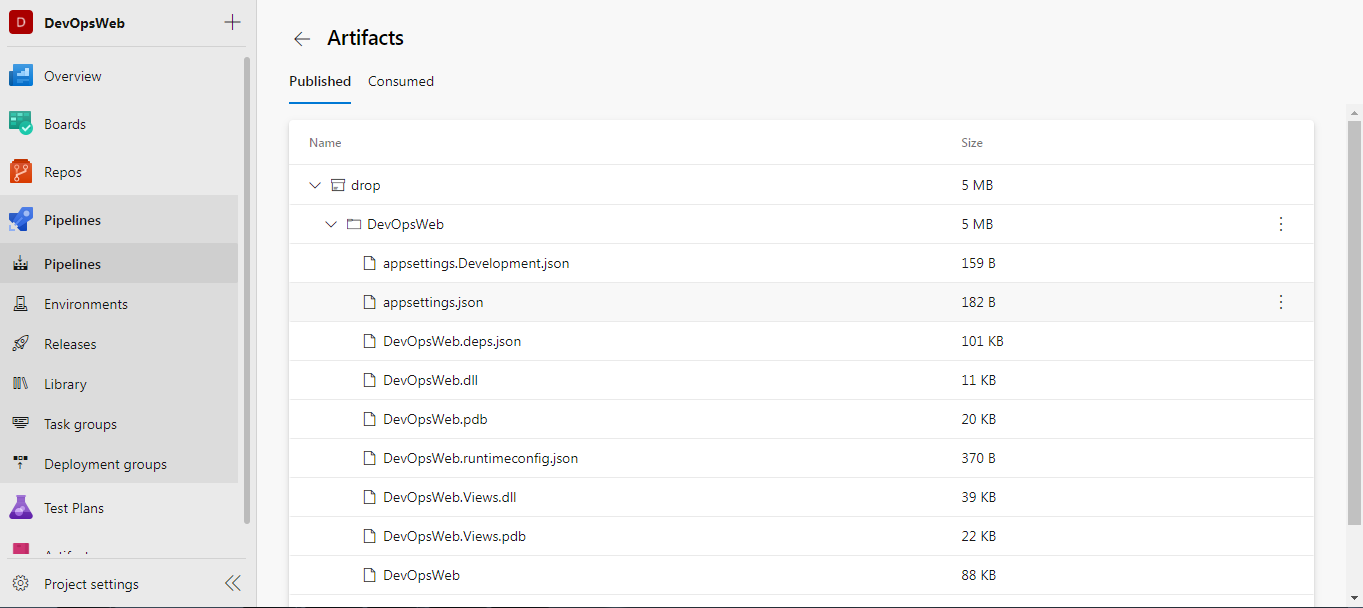 D DevOpsWeb
Overview
Boards
Repos
Pipelines
Pipelines
Environments
Releases
Library
Task groups
Deployment groups
Test Plans
Project settings
Artifacts
Published Consumed
Name Size
drop 5 MB
DevOpsWeb 5 MB
appsettings.Development.json 159 B
appsettings.json 182 B
DevOpsWeb.deps.json 101 KB
DevOpsWeb.dll 11 KB
DevOpsWeb.pdb 20 KB
DevOpsWeb.runtimeconfig.json 370 B
DevOpsWeb.Views.dll 39 KB
DevOpsWeb.Views.pdb 22 KB
DevOpsWeb 88 KB